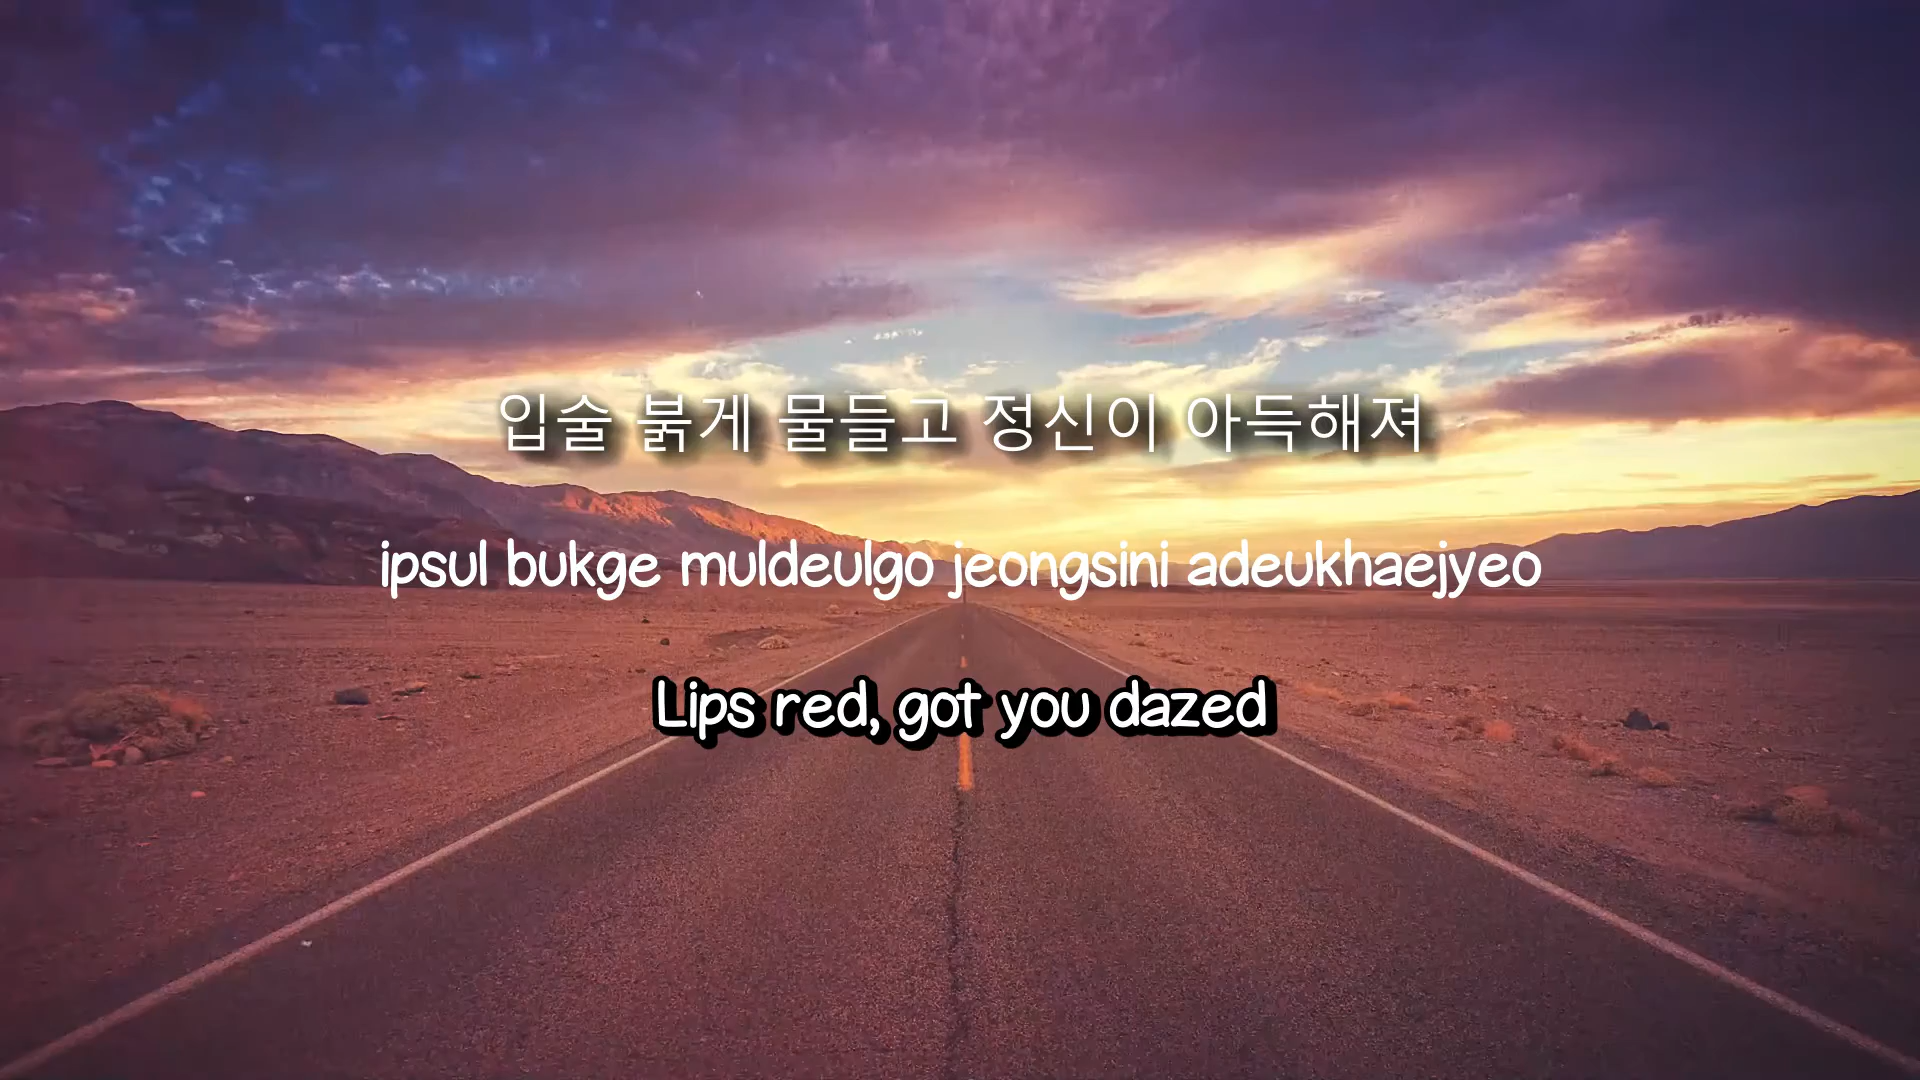 입술 붉게 물들고 정신이 아득해져
ipsul bukge muldeulgo jeongsini adeukhaejyeo
Lips red, got you dazed